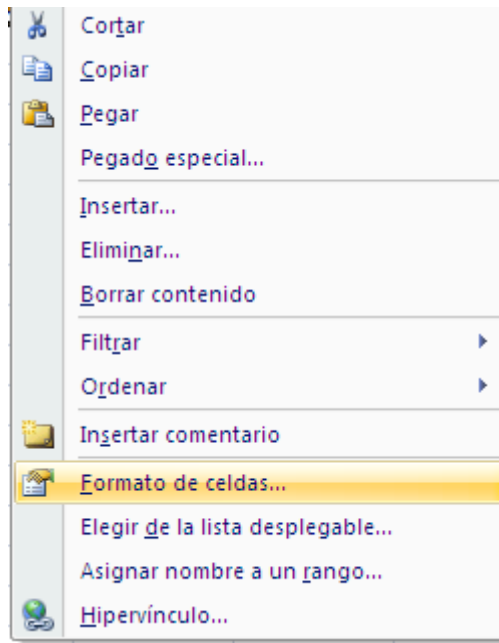 Cortar
Copiar
Pegar
Pegado especial...
Insertar...
Eliminar...
Borrar contenido
Filtrar
Ordenar
Insertar comentario
Formato de celdas...
Elegir de la lista desplegable...
Asignar nombre a un rango...
Hipervínculo...